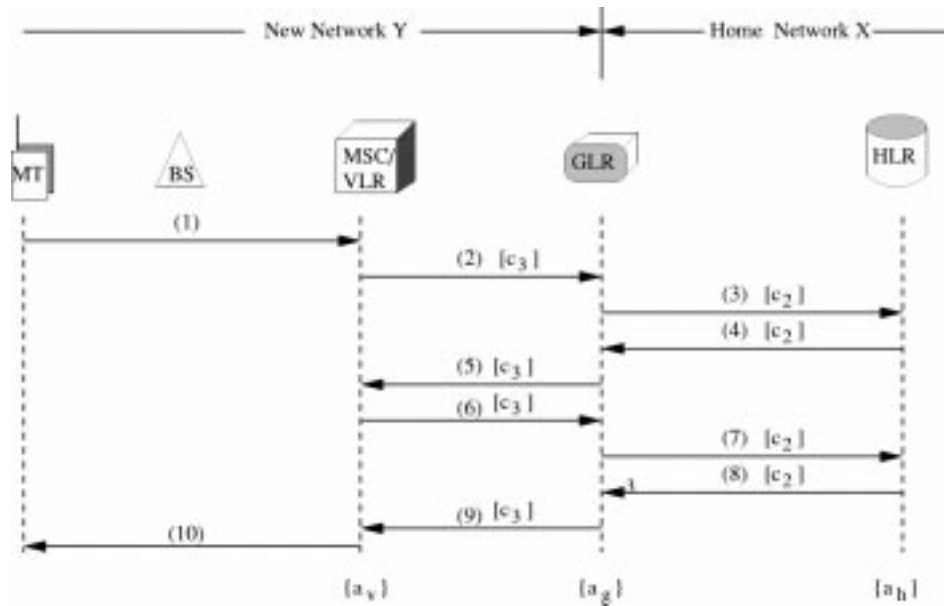 New Network Y
Home Network X
MT
BS
MSC/
VLR
GLR
HLR
(1)
(2) [c3]
(3) [c2]
(4) [c2]
(5) [c3]
(6) [c3]
(7) [c2]
(8) [c2]
3
(9) [c3]
(10)
{av}
{ag}
{ah}